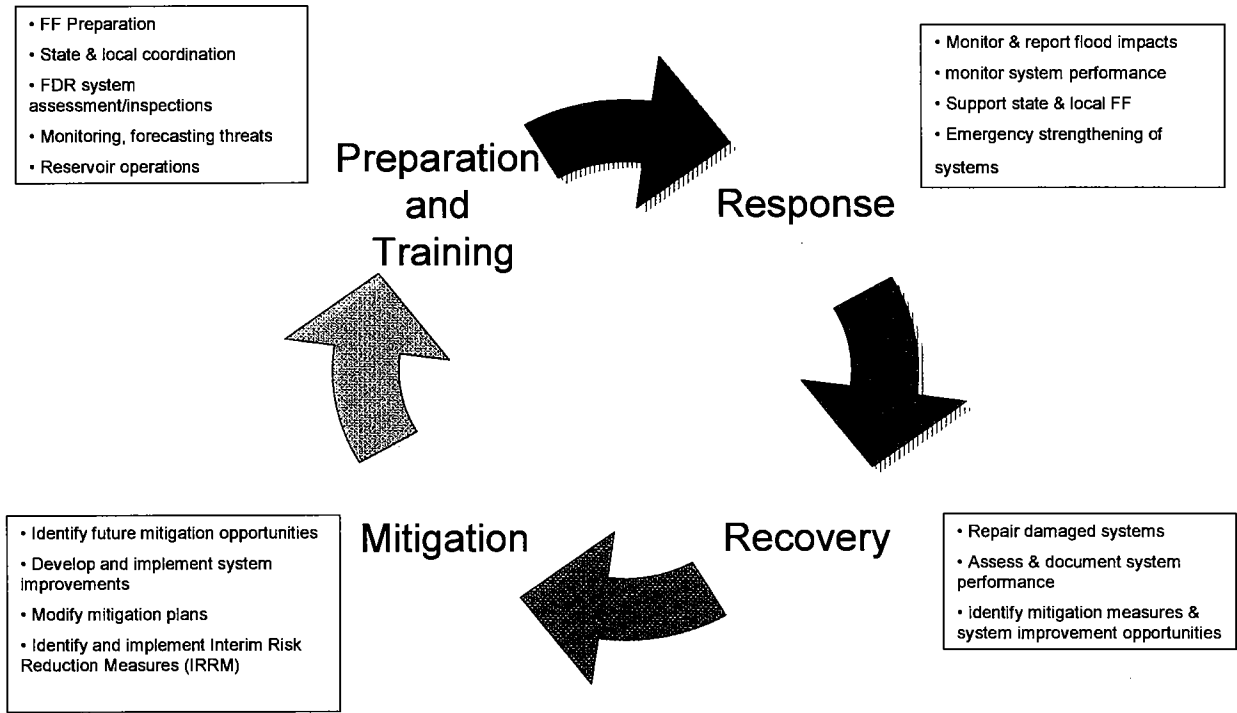 • FF Preparation
• State & local coordination
• FDR system
assessment/inspections
• Monitoring, forecasting threats
• Reservoir operations
• Monitor & report flood impacts
• monitor system performance
• Support state & local FF
• Emergency strengthening of
systems
Preparation
and
Training
Response
Mitigation
Recovery
• Identify future mitigation opportunities
• Develop and implement system
improvements
• Modify mitigation plans
• Identify and implement Interim Risk
Reduction Measures (IRRM)
• Repair damaged systems
• Assess & document system
performance
• identify mitigation measures &
system improvement opportunities